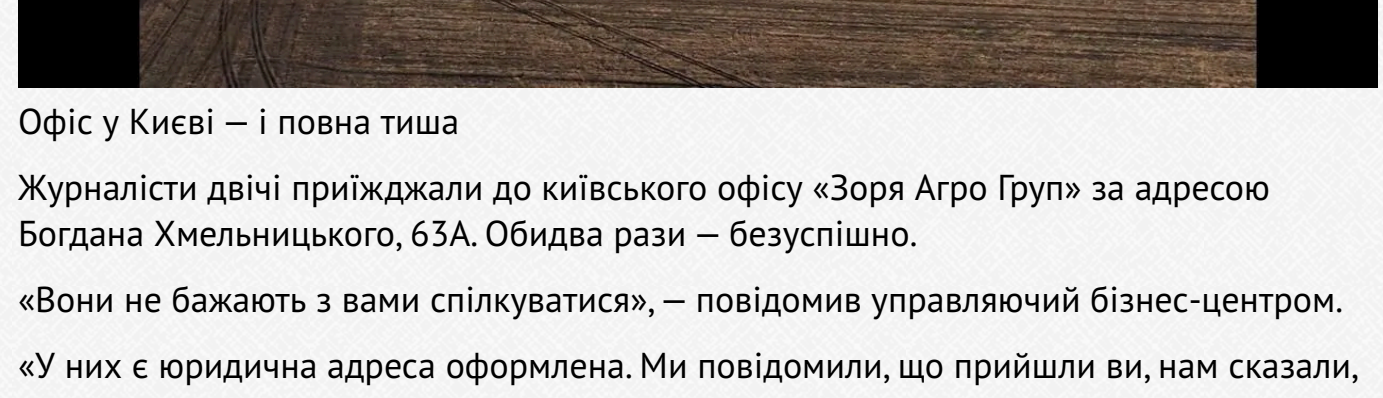 Офіс у Києві — і повна тиша
Журналісти двічі приїжджали до київського офісу «Зоря Агро Груп» за адресою
Богдана Хмельницького, 63А. Обидва рази — безуспішно.
«Вони не бажають з вами спілкуватися», — повідомив управляючий бізнес-центром.
«У них є юридична адреса оформлена. Ми повідомили, що прийшли ви, нам сказали,